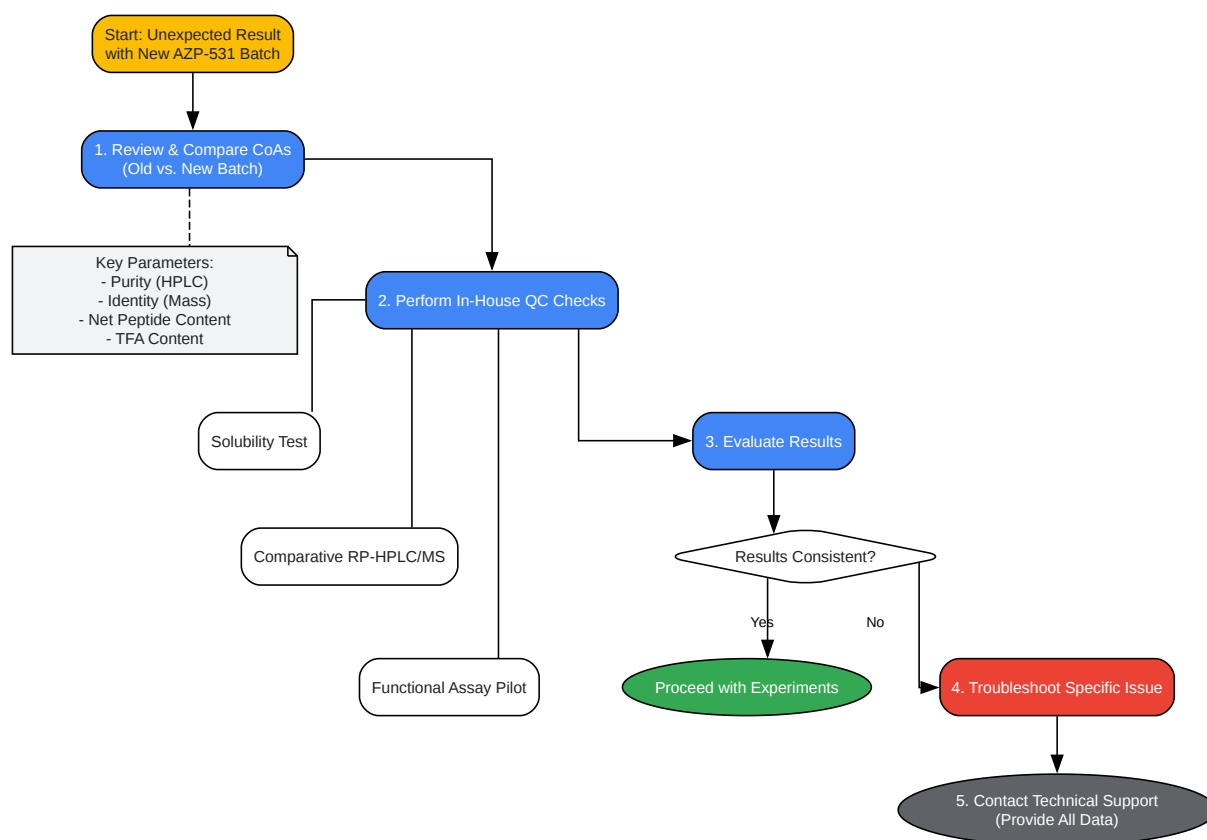 Start: Unexpected Result
with New AZP-531 Batch
1. Review & Compare CoAs
(Old vs. New Batch)
Key Parameters:
- Purity (HPLC)
- Identity (Mass)
- Net Peptide Content
- TFA Content
2. Perform In-House QC Checks
Solubility Test
3. Evaluate Results
Comparative RP-HPLC/MS
Results Consistent?
Yes
No
Functional Assay Pilot
Proceed with Experiments
4. Troubleshoot Specific Issue
5. Contact Technical Support
(Provide All Data)